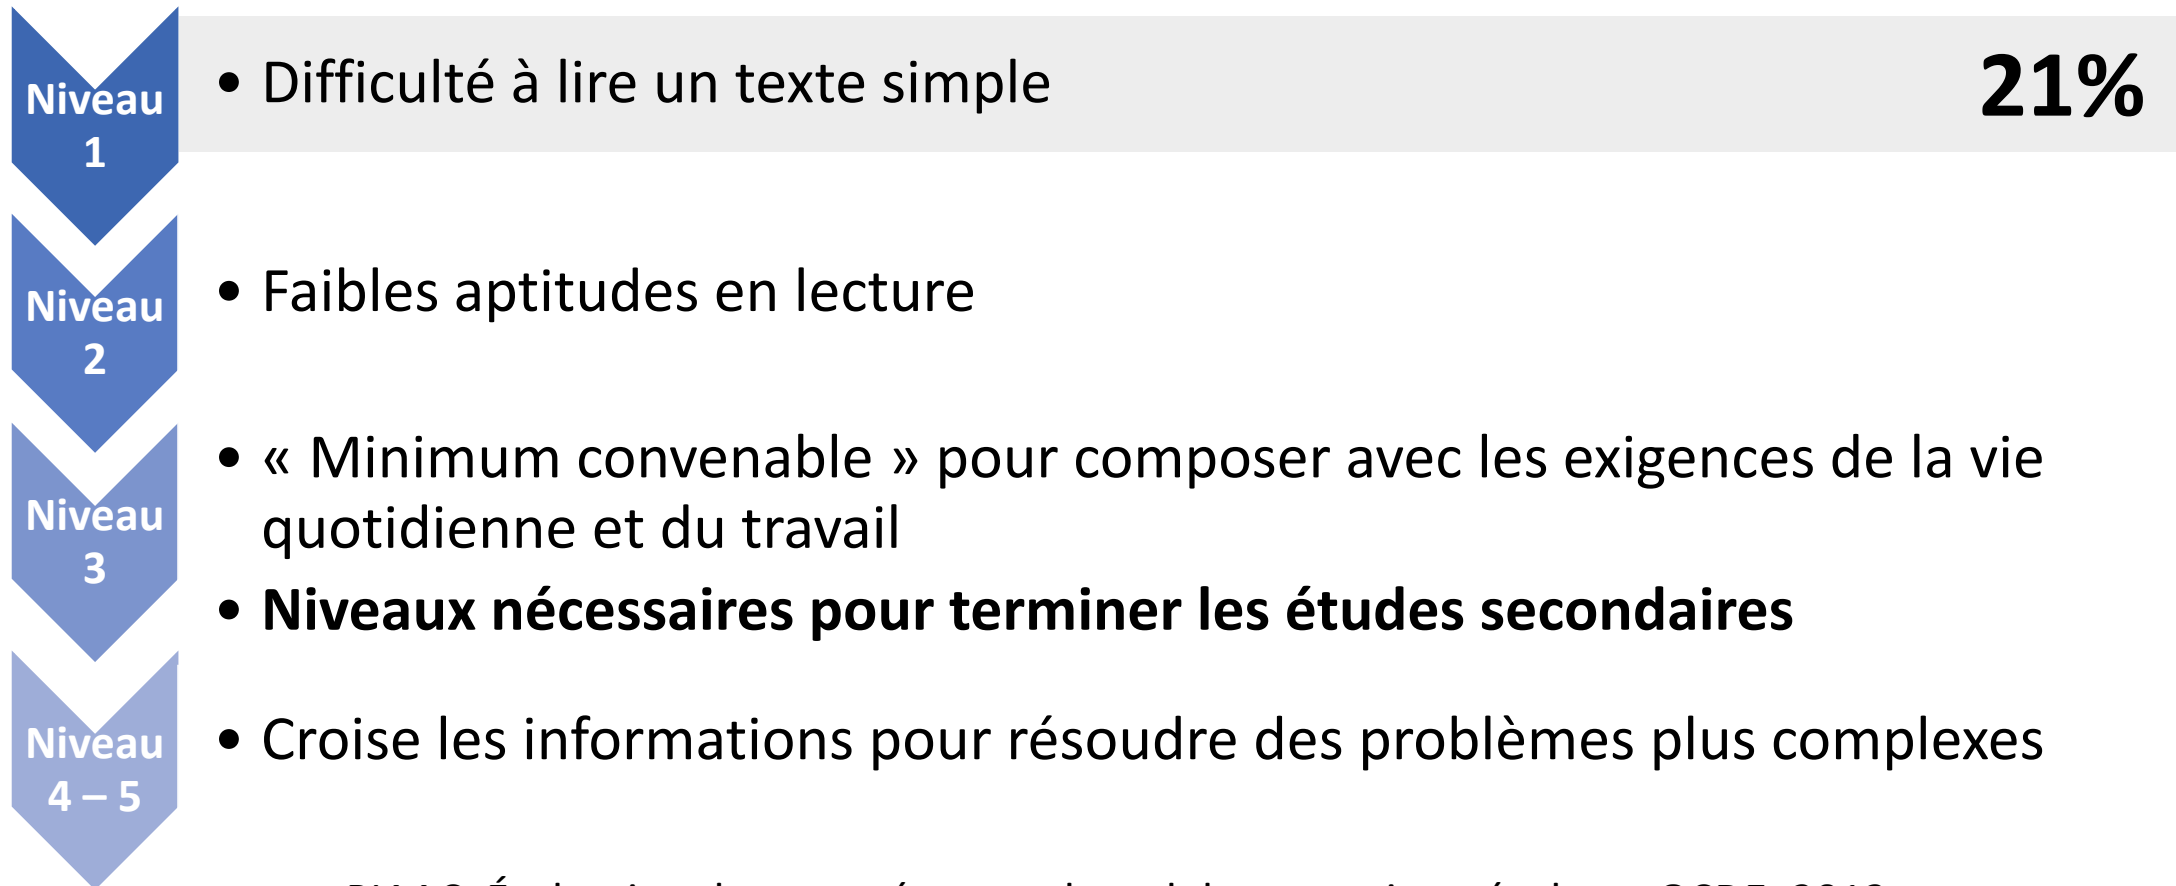 Niveau
1
• Difficulté à lire un texte simple
21%
Niveau
2
• Faibles aptitudes en lecture
Niveau
3
• « Minimum convenable » pour composer avec les exigences de la vie
quotidienne et du travail
• Niveaux nécessaires pour terminer les études secondaires
Niveau
4 – 5
• Croise les informations pour résoudre des problèmes plus complexes